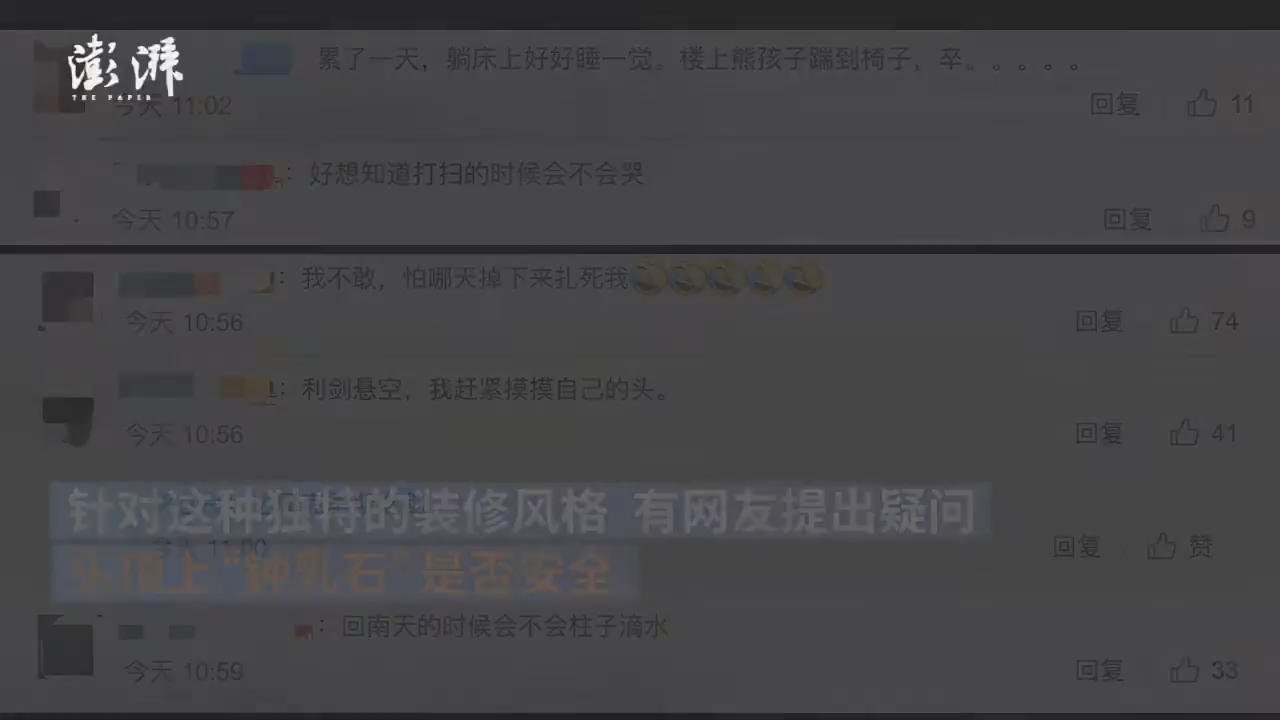 澎湃
THE PAPER
累了一天，躺床上好好睡一觉。楼上熊孩子踹到椅子，卒。。。。。
今天 11:02
回复
11
：好想知道打扫的时候会不会哭
今天 10:57
回复
9
：我不敢，怕哪天掉下来扎死我
今天 10:56
回复
74
：利剑悬空，我赶紧摸摸自己的头。
今天 10:56
回复
41
针对这种独特的装修风格 有网友提出疑问
11:00
回复
赞
头顶上“钟乳石”是否安全
：回南天的时候会不会柱子滴水
今天 10:59
回复
33